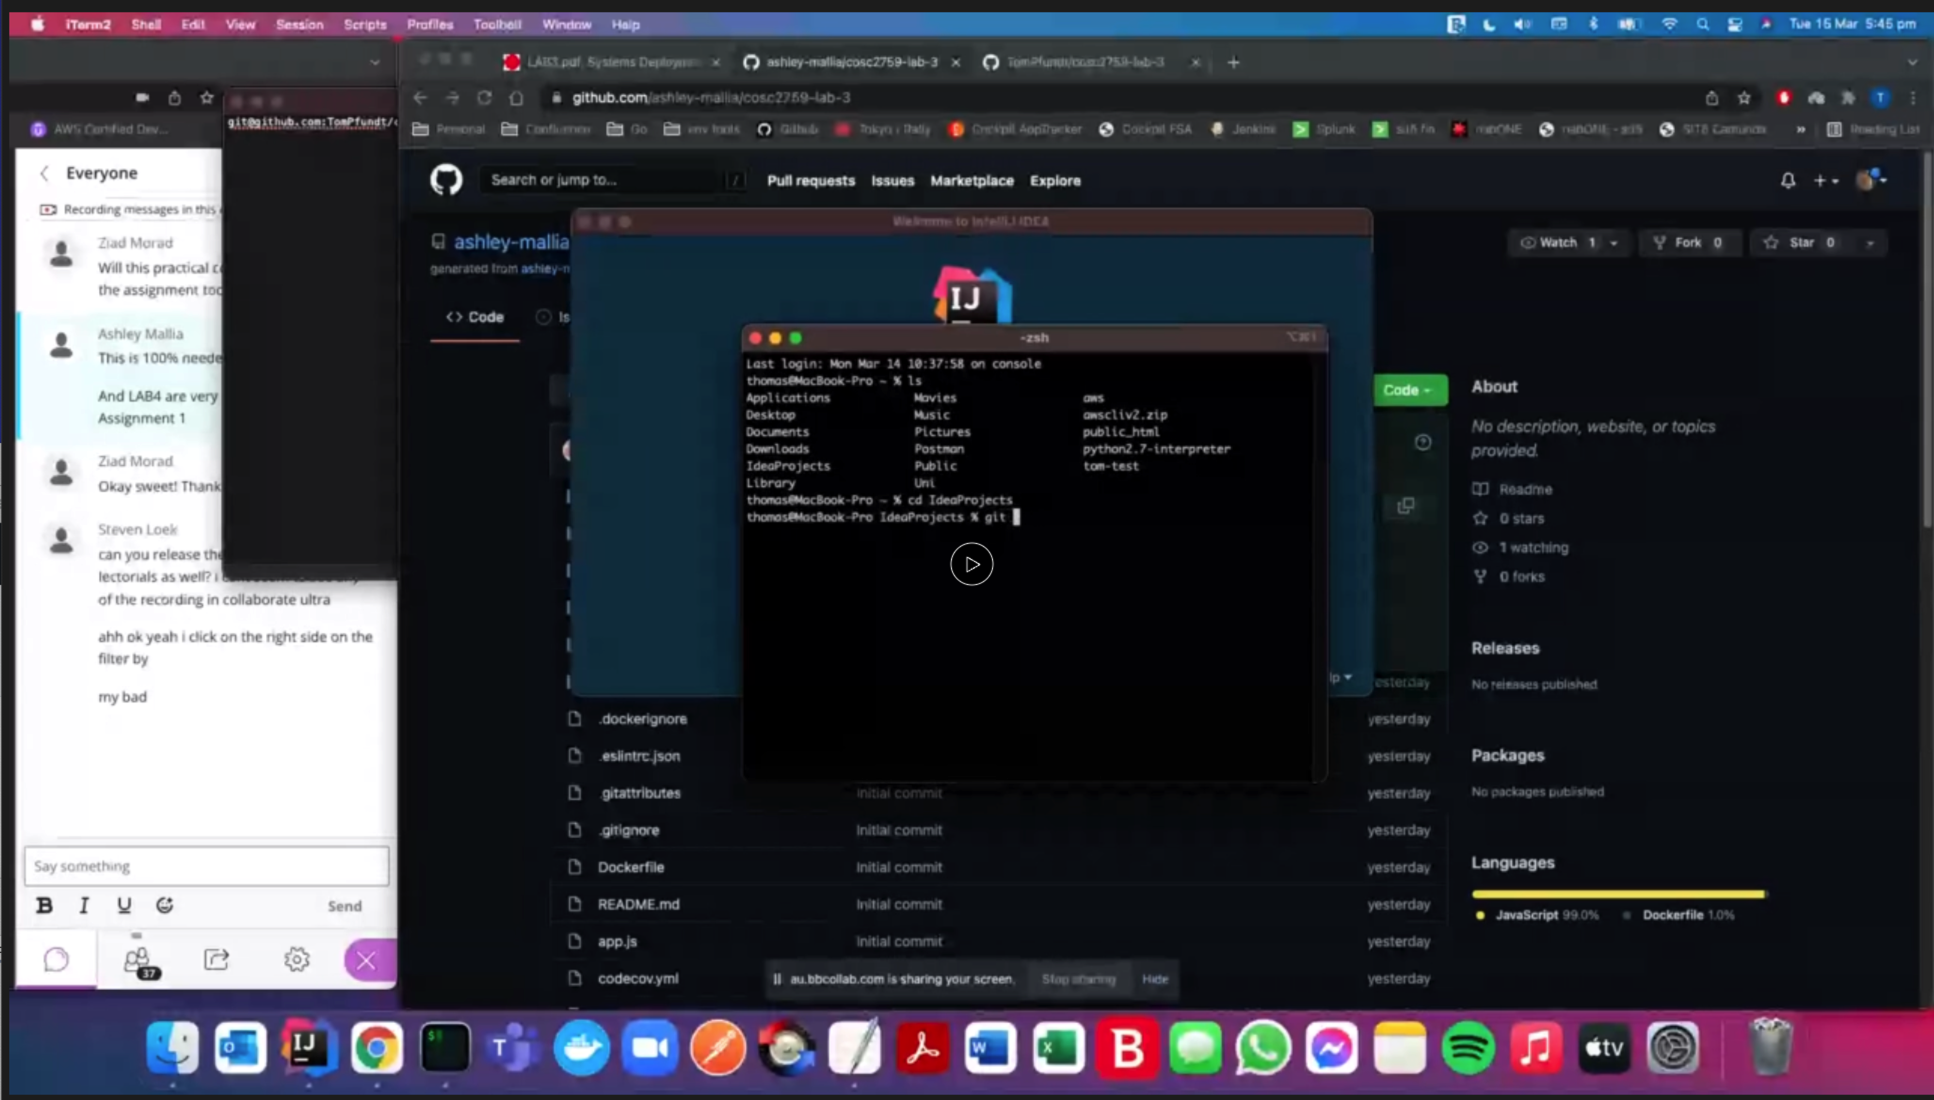 iTerm2 Shell Edit View Session Scripts Profiles Toolbelt Window Help
Tue 15 Mar 5:45 pm
LAB3.pdf, Systems Deployment
ashley-mallia/cosc2759-lab-3
TomPfundt/cosc2759-lab-3
github.com/ashley-mallia/cosc2759-lab-3
AWS Certified Dev...
Personal Confluence Go env tools Github Tokyo Cockpit AppTracker Cockpit FSA Jenkins Splunk nabONE SIT8 Camunda Reading List
git@github.com:TomPfundt/c
Everyone
Recording messages in this
Ziad Morad
Will this practical
the assignment too
Ashley Mallia
This is 100% neede
And LAB4 are very
Assignment 1
Ziad Morad
Okay sweet! Thank
Steven Loek
can you release the
lectorials as well? i
of the recording in collaborate ultra
ahh ok yeah i click on the right side on the
filter by
my bad
Say something
B I U
Send
37
Search or jump to... /
Pull requests Issues Marketplace Explore
ashley-mallia
generated from ashley-m
Watch 1
Fork 0
Star 0
<> Code
Is
Welcome to IntelliJ IDEA
IJ
-zsh
Last login: Mon Mar 14 10:37:58 on console
thomas@MacBook-Pro ~ % ls
Applications Movies aws
Desktop Music awscliv2.zip
Documents Pictures public_html
Downloads Postman python2.7-interpreter
IdeaProjects Public tom-test
Library Uni
thomas@MacBook-Pro ~ % cd IdeaProjects
thomas@MacBook-Pro IdeaProjects % git
Code
lp
yesterday
.dockerignore yesterday
.eslintrc.json yesterday
.gitattributes Initial commit yesterday
.gitignore Initial commit yesterday
Dockerfile Initial commit yesterday
README.md Initial commit yesterday
app.js Initial commit yesterday
codecov.yml yesterday
About
No description, website, or topics
provided.
Readme
0 stars
1 watching
0 forks
Releases
No releases published
Packages
No packages published
Languages
JavaScript 99.0% Dockerfile 1.0%
au.bbcollab.com is sharing your screen. Stop sharing Hide
IJ
$1
T
W
X
B
tv